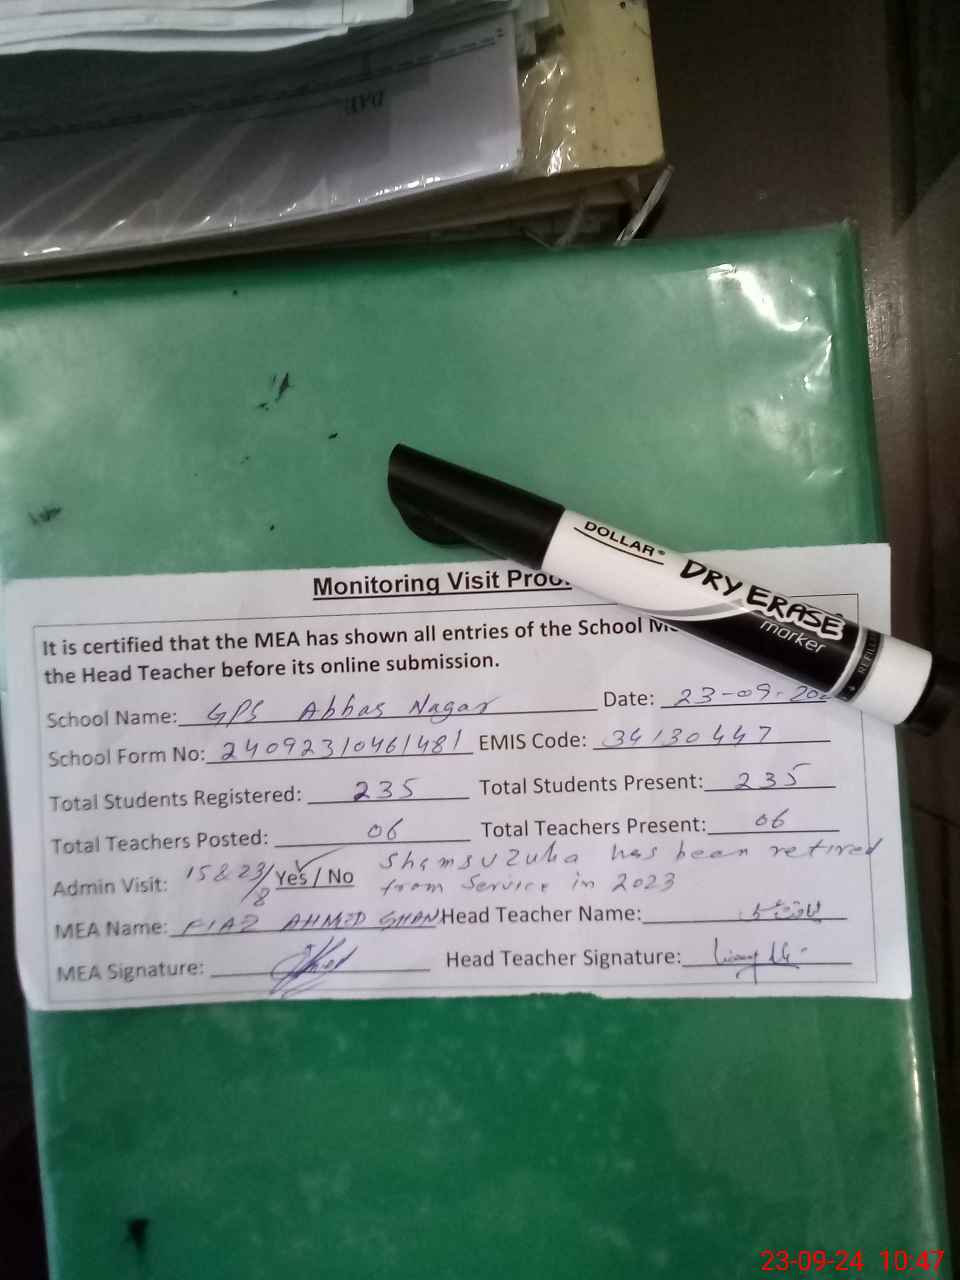 Monitoring Visit Proo
It is certified that the MEA has shown all entries of the School
the Head Teacher before its online submission.
School Name: GPS Abbas Nagar Date: 23-09-20
School Form No: 240923/0461481 EMIS Code: 34130447
Total Students Registered: 235 Total Students Present: 235
Total Teachers Posted: 06 Total Teachers Present: 06
Admin Visit: 15 & 23/8 Yes / No ShamsuZuha has been retired
from Service in 2023
MEA Name: FIAZ AHMED Head Teacher Name:
MEA Signature: Head Teacher Signature:
DOLLAR
DRY ERASE
marker
REFILL
23-09-24 10:47